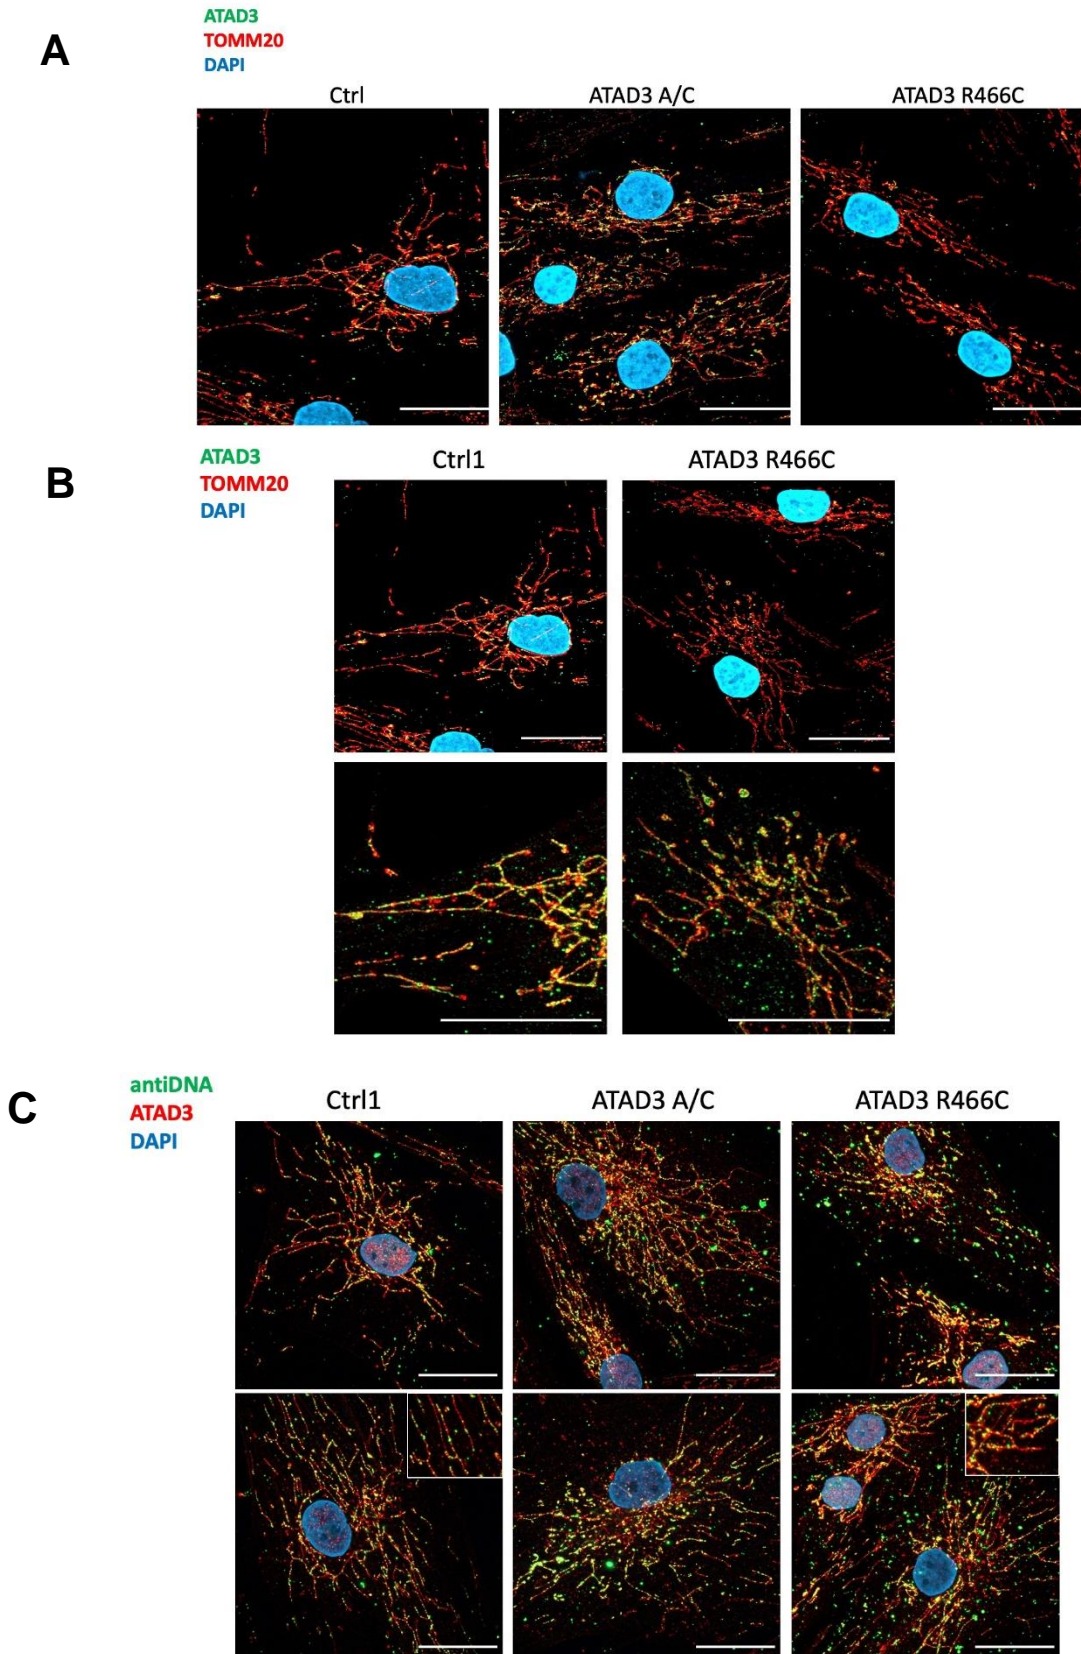 A
ATAD3
TOMM20
DAPI
Ctrl
ATAD3 A/C
ATAD3 R466C
B
ATAD3
TOMM20
DAPI
Ctrl1
ATAD3 R466C
C
antiDNA
ATAD3
DAPI
Ctrl1
ATAD3 A/C
ATAD3 R466C